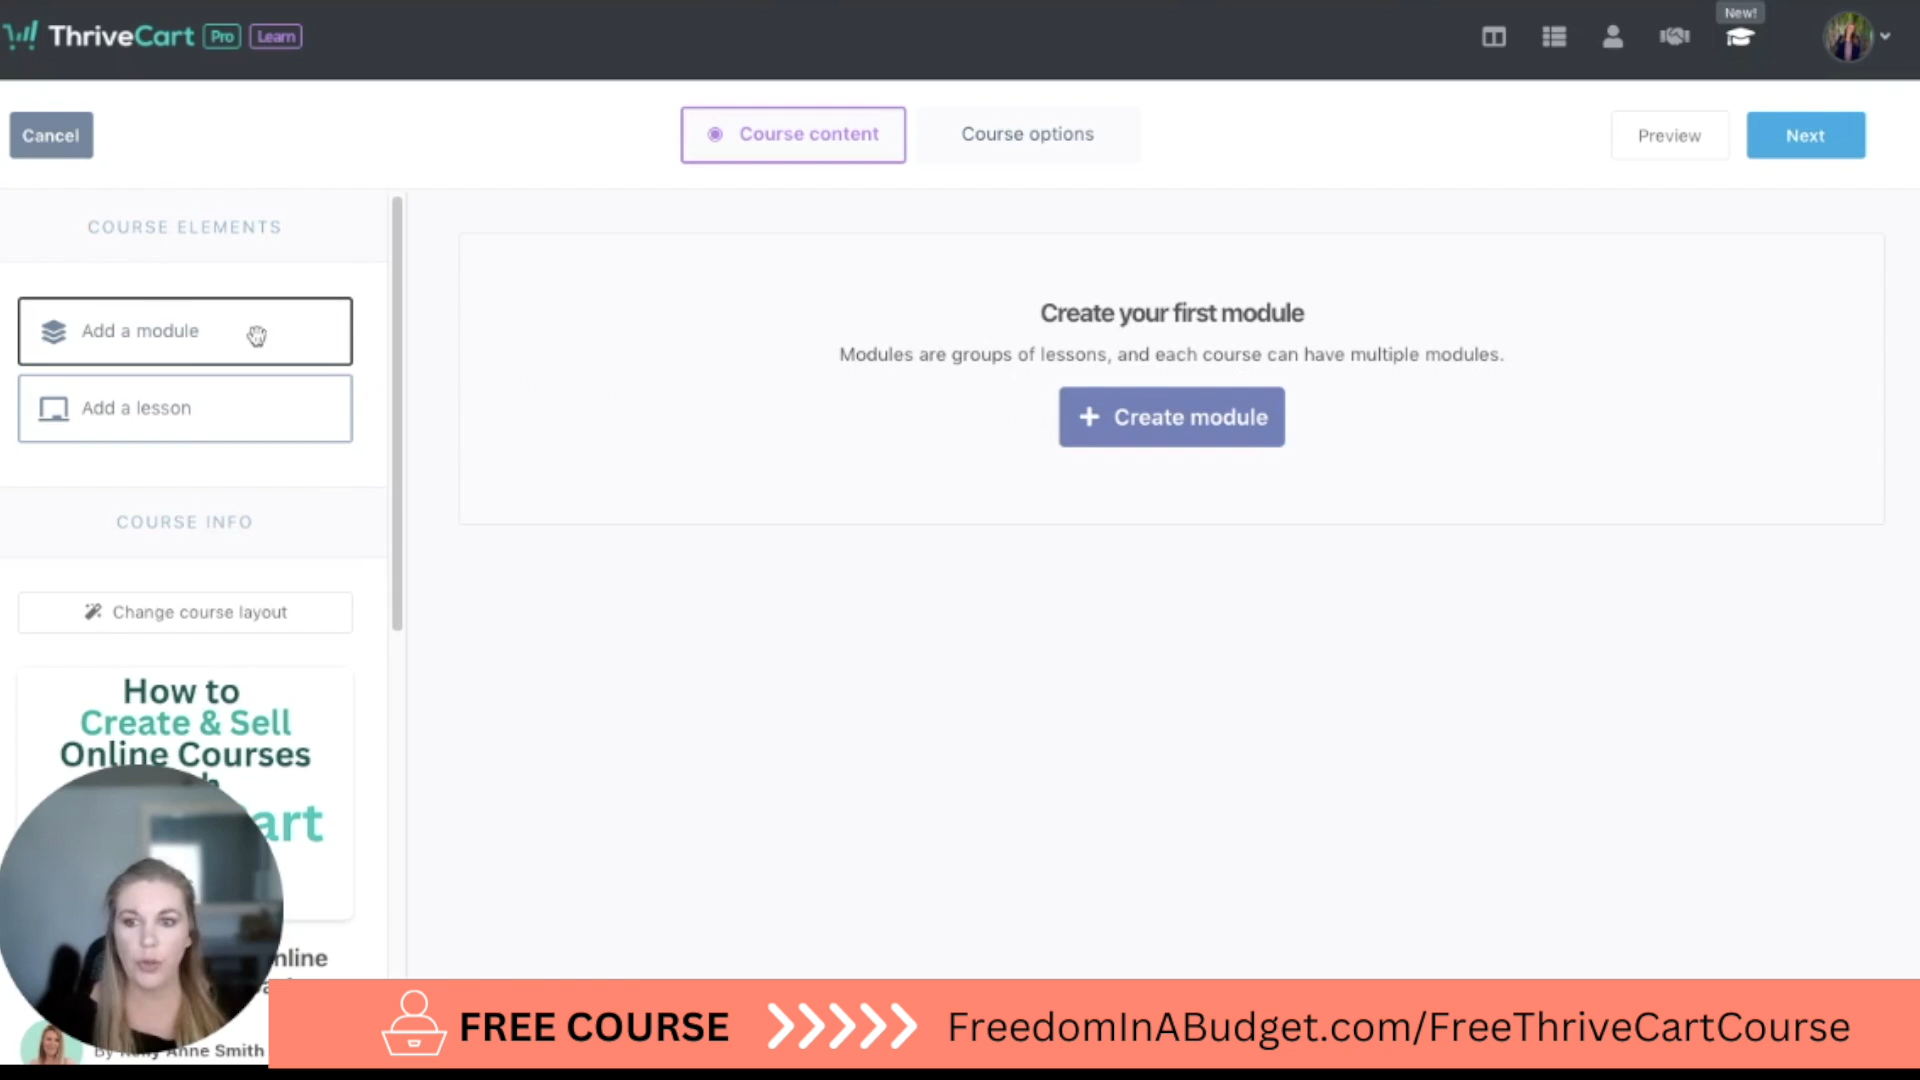 ThriveCart Pro Learn
New!
Cancel
Course content
Course options
Preview
Next
COURSE ELEMENTS
Add a module
Add a lesson
Create your first module
Modules are groups of lessons, and each course can have multiple modules.
+ Create module
COURSE INFO
Change course layout
How to
Create & Sell
Online Courses
art
nline
By Kelly Anne Smith
FREE COURSE
FreedomInABudget.com/FreeThriveCartCourse